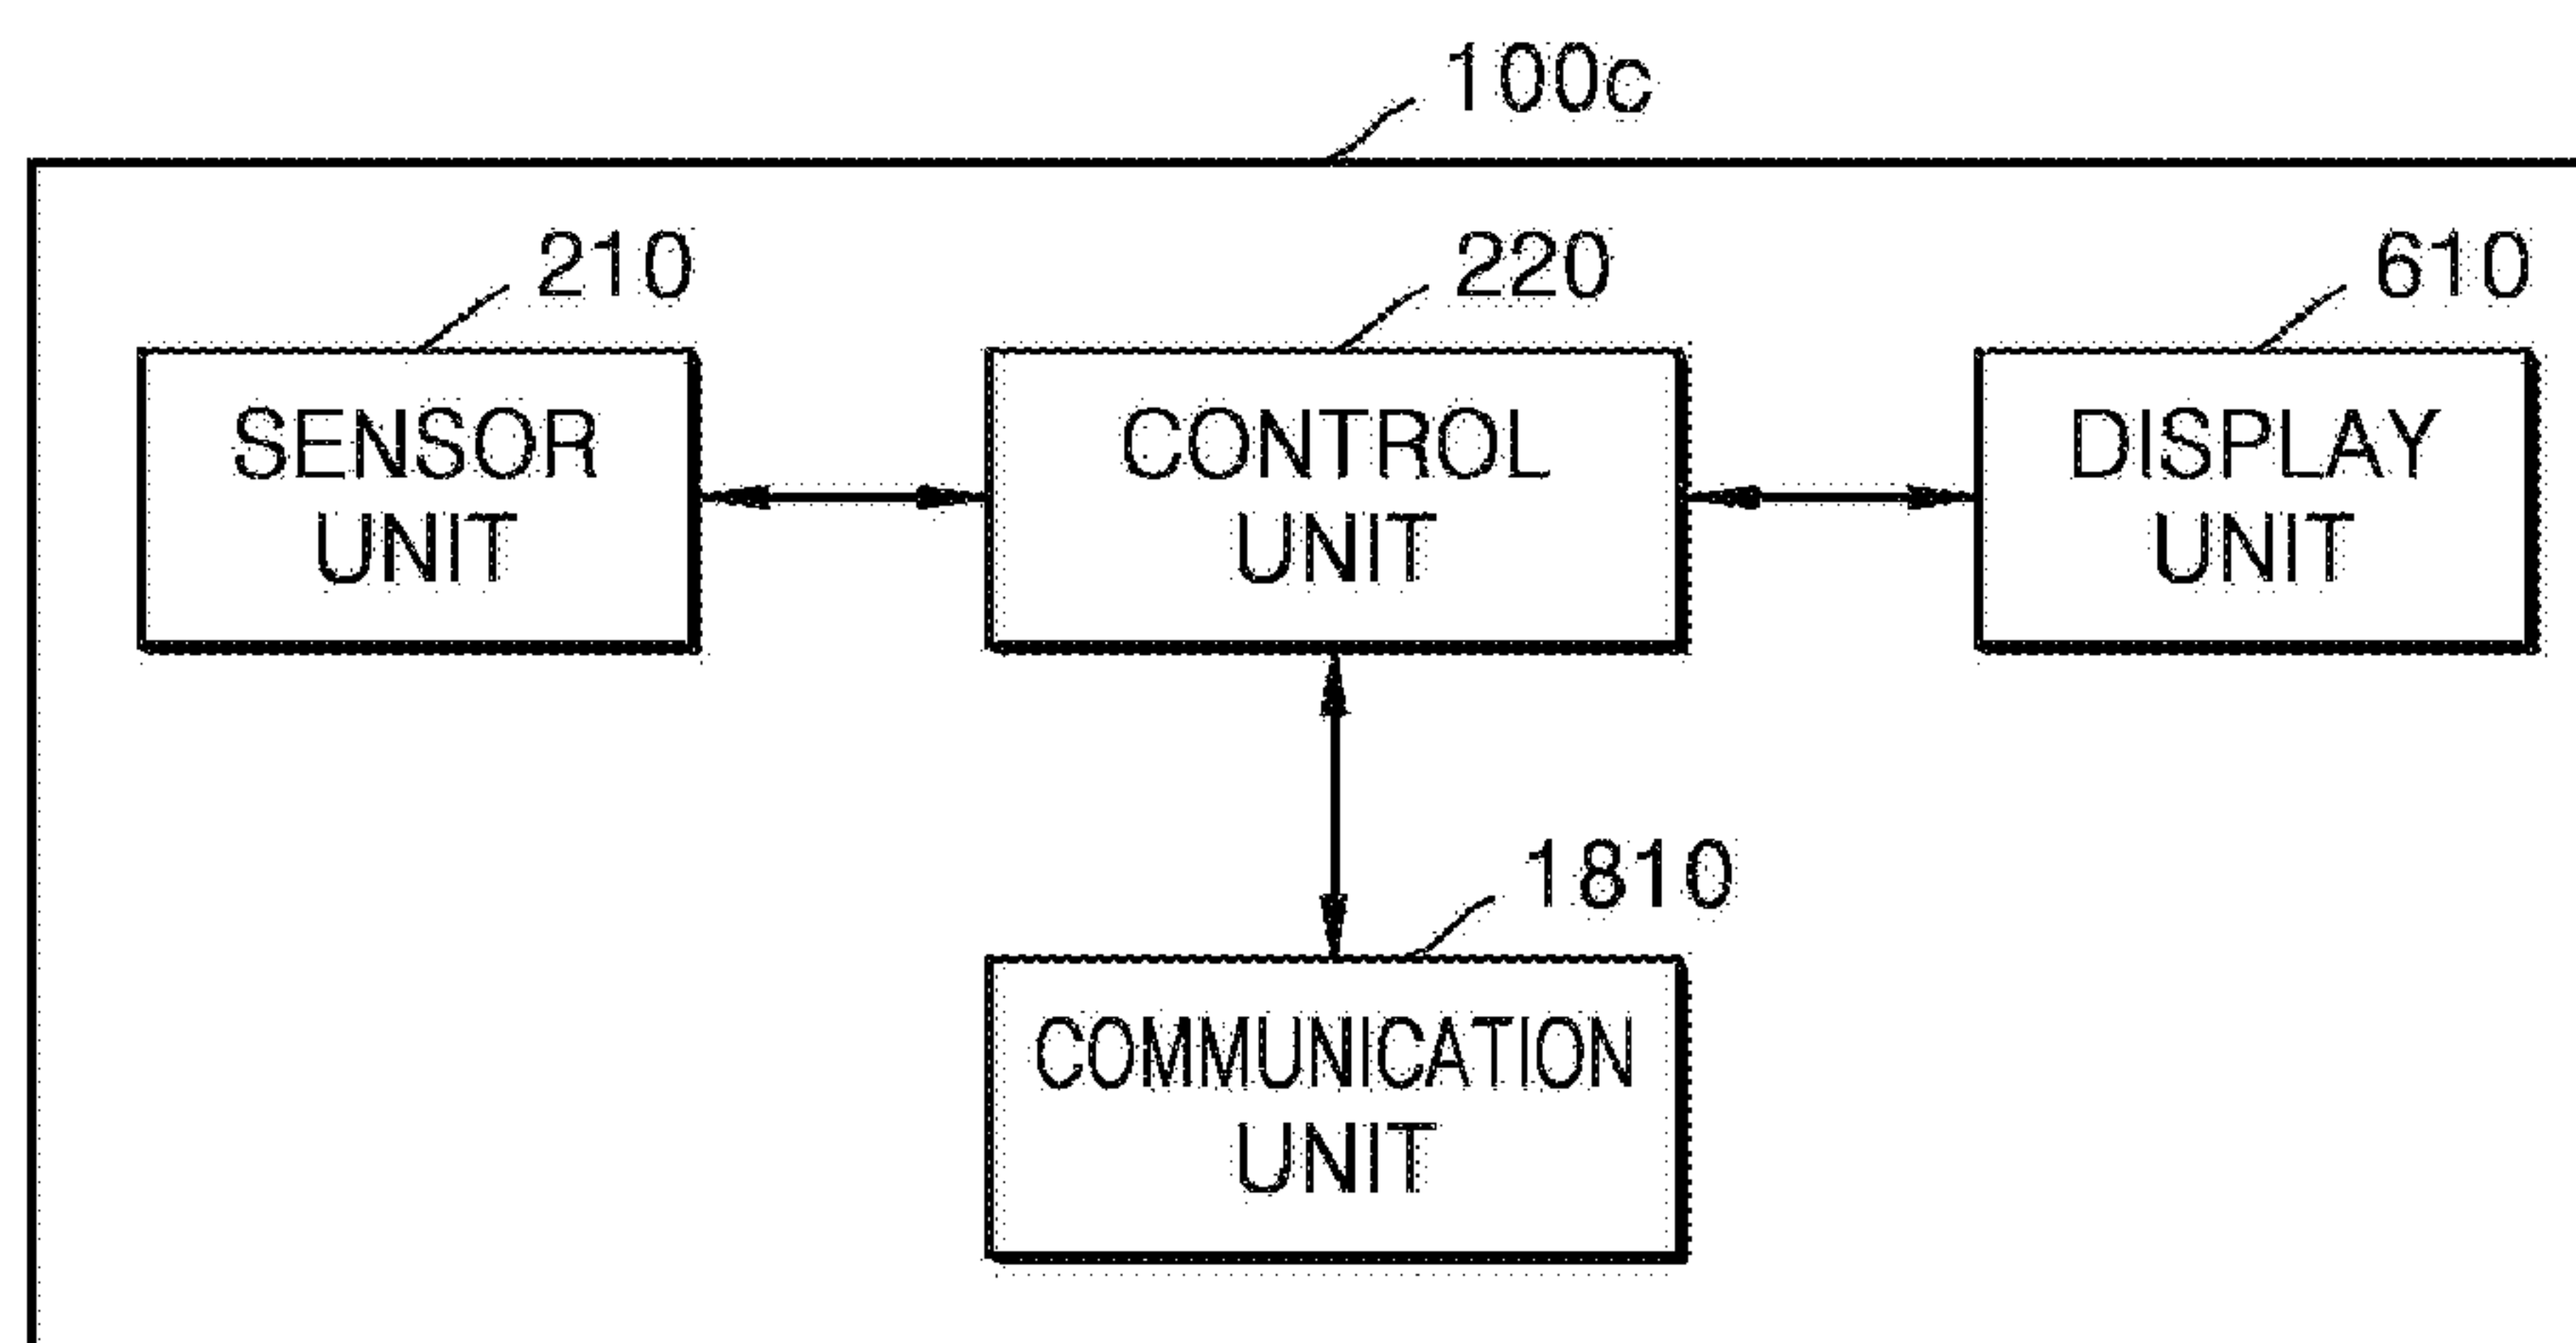 100c
210
220
610
SENSOR
UNIT
CONTROL
UNIT
DISPLAY
UNIT
1810
COMMUNICATION
UNIT